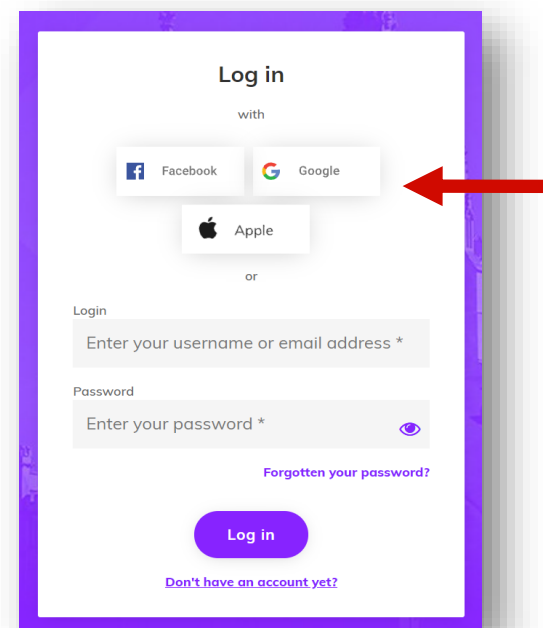 Log in
with
Facebook Google
Apple
or
Login
Enter your username or email address *
Password
Enter your password *
Forgotten your password?
Log in
Don't have an account yet?